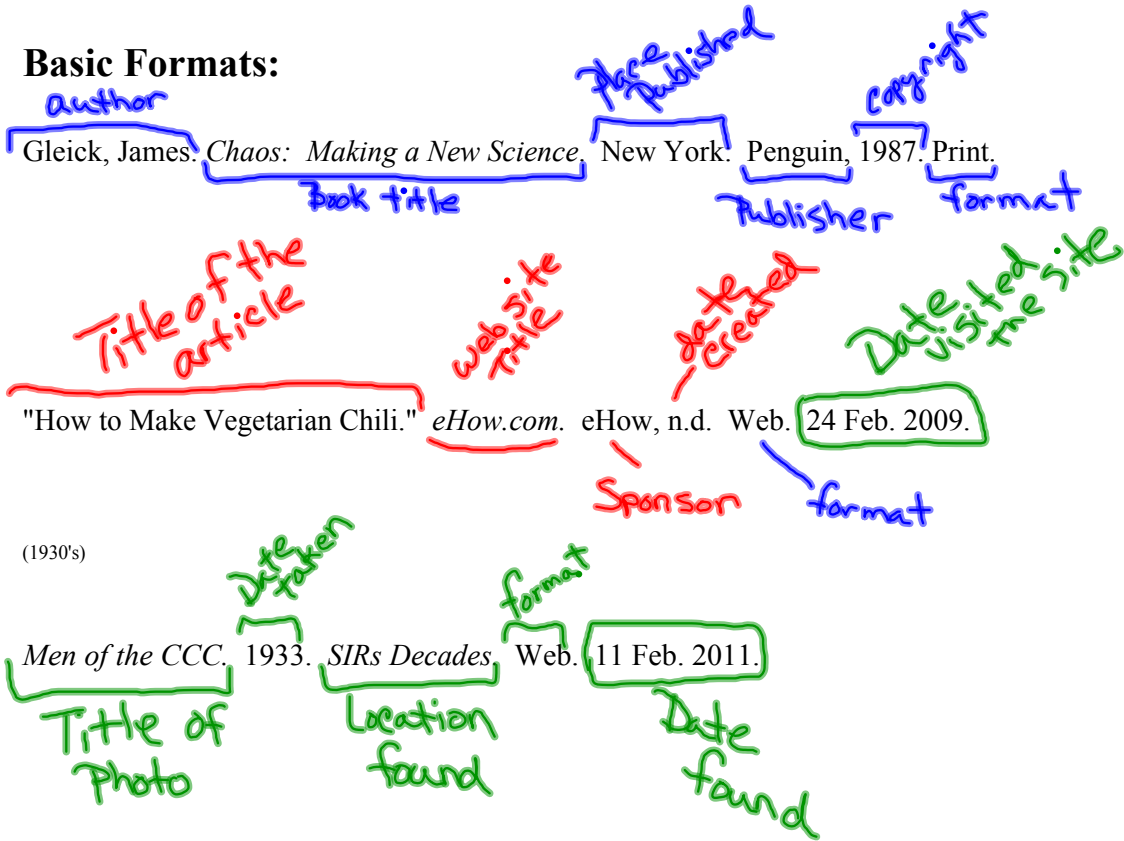 Basic Formats:
author
Place
published
copyright
Gleick, James. Chaos: Making a New Science. New York: Penguin, 1987. Print.
Book title
Publisher
format
Title of the
article
web site
title
date
created
Date
visited
the site
"How to Make Vegetarian Chili." eHow.com. eHow, n.d. Web. 24 Feb. 2009.
Sponson
format
(1930's)
Date
taken
format
Men of the CCC. 1933. SIRs Decades. Web. 11 Feb. 2011.
Title of
Photo
Location
found
Date
found